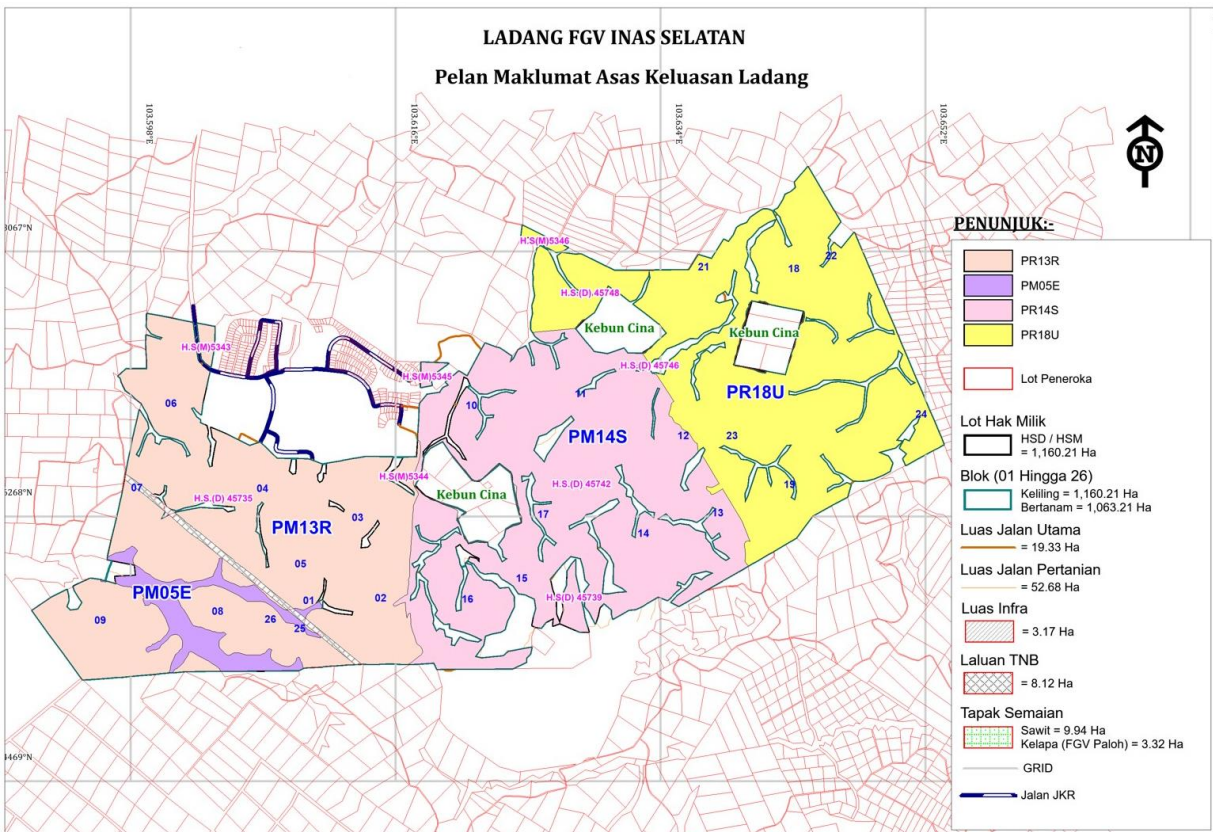 LADANG FGV INAS SELATAN
Pelan Maklumat Asas Keluasan Ladang
103.598°E
103.616°E
103.634°E
103.652°E
N
3067°N
5268°N
4469°N
H.S(M)5346
21
18
22
H.S.(D) 45748
Kebun Cina
Kebun Cina
H.S(M)5343
H.S(M)5345
H.S.(D) 45746
06
10
11
PR18U
24
PM14S
12
23
H.S(M)5344
Kebun Cina
H.S.(D) 45742
19
07
04
H.S.(D) 45735
03
PM13R
17
13
14
05
15
PM05E
01
02
16
H.S(D) 45739
09
08
26
25
PENUNJUK:-
PR13R
PM05E
PR14S
PR18U
Lot Peneroka
Lot Hak Milik
HSD / HSM
= 1,160.21 Ha
Blok (01 Hingga 26)
Keliling = 1,160.21 Ha
Bertanam = 1,063.21 Ha
Luas Jalan Utama
= 19.33 Ha
Luas Jalan Pertanian
= 52.68 Ha
Luas Infra
= 3.17 Ha
Laluan TNB
= 8.12 Ha
Tapak Semaian
Sawit = 9.94 Ha
Kelapa (FGV Paloh) = 3.32 Ha
GRID
Jalan JKR